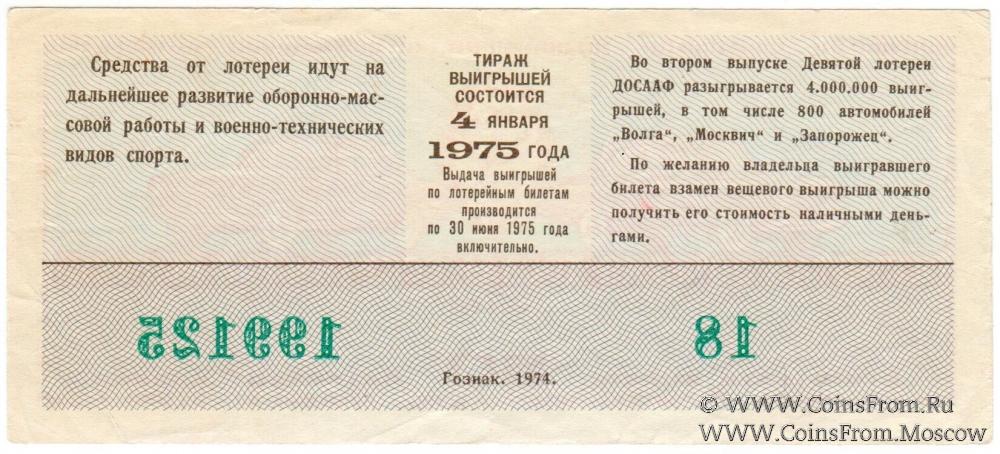 Средства от лотереи идут на
дальнейшее развитие оборонно-мас-
совой работы и военно-технических
видов спорта.
ТИРАЖ
ВЫИГРЫШЕЙ
СОСТОИТСЯ
4 ЯНВАРЯ
1975 ГОДА
Выдача выигрышей
по лотерейным билетам
производится
по 30 июня 1975 года
включительно.
Во втором выпуске Девятой лотереи
ДОСААФ разыгрывается 4.000.000 выиг-
рышей, в том числе 800 автомобилей
„Волга“, „Москвич“ и „Запорожец“.
По желанию владельца выигравшего
билета взамен вещевого выигрыша можно
получить его стоимость наличными день-
гами.
199125
18
Гознак. 1974.
© WWW.CoinsFrom.Ru
WWW.CoinsFrom.Moscow